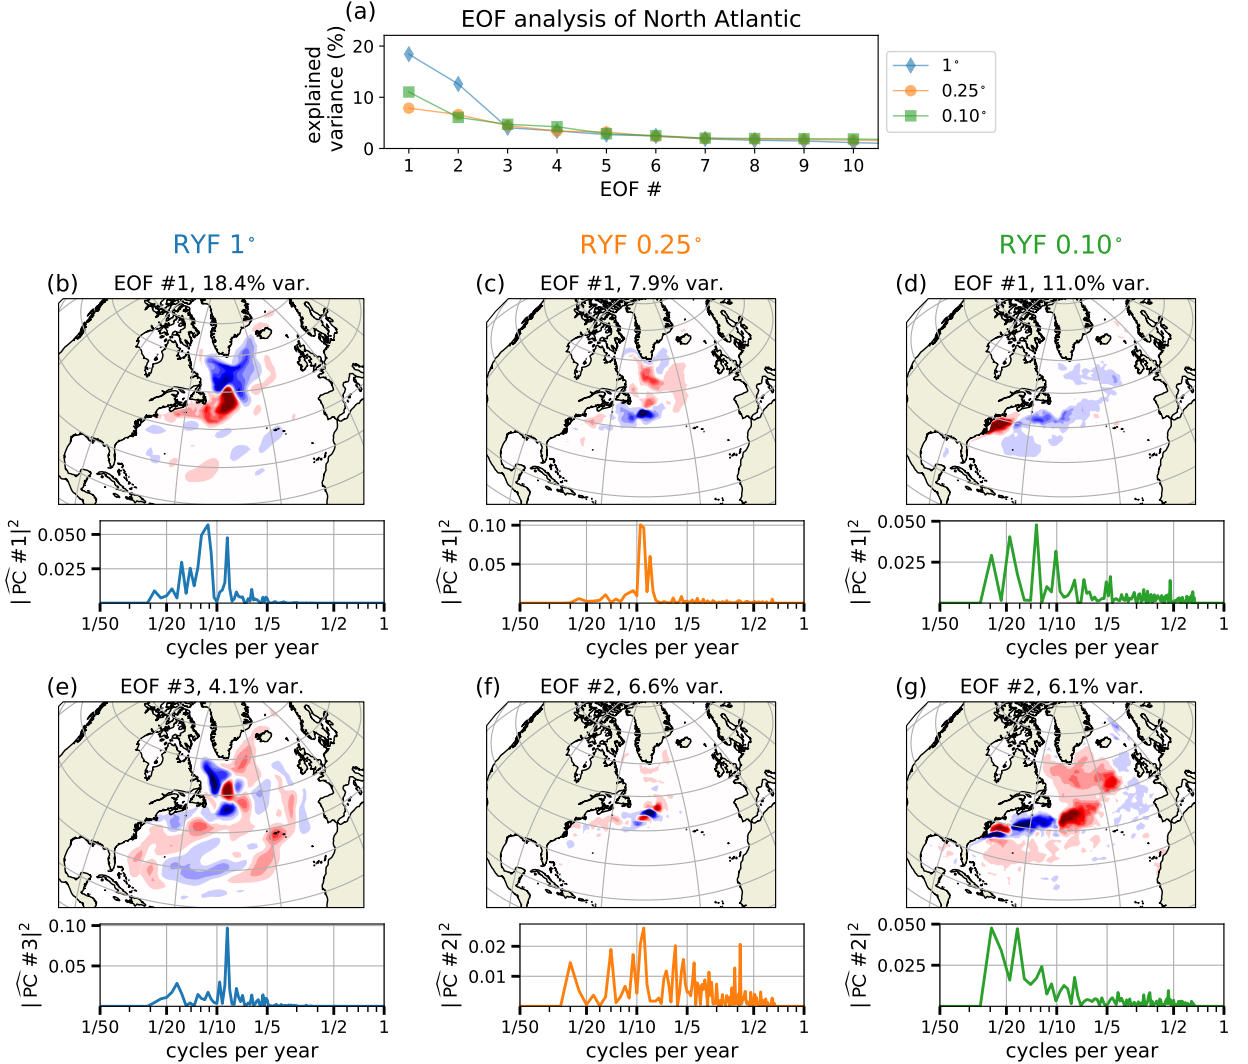 (a) EOF analysis of North Atlantic
explained
variance (%)
20
10
0
1 2 3 4 5 6 7 8 9 10
EOF #
1°
0.25°
0.10°
RYF 1° RYF 0.25° RYF 0.10°
(b) EOF #1, 18.4% var.
(c) EOF #1, 7.9% var.
(d) EOF #1, 11.0% var.
|PC #1|²
0.050
0.025
1/50 1/20 1/10 1/5 1/2 1
cycles per year
|PC #1|²
0.10
0.05
1/50 1/20 1/10 1/5 1/2 1
cycles per year
|PC #1|²
0.050
0.025
1/50 1/20 1/10 1/5 1/2 1
cycles per year
(e) EOF #3, 4.1% var.
(f) EOF #2, 6.6% var.
(g) EOF #2, 6.1% var.
|PC #3|²
0.10
0.05
1/50 1/20 1/10 1/5 1/2 1
cycles per year
|PC #2|²
0.02
0.01
1/50 1/20 1/10 1/5 1/2 1
cycles per year
|PC #2|²
0.050
0.025
1/50 1/20 1/10 1/5 1/2 1
cycles per year